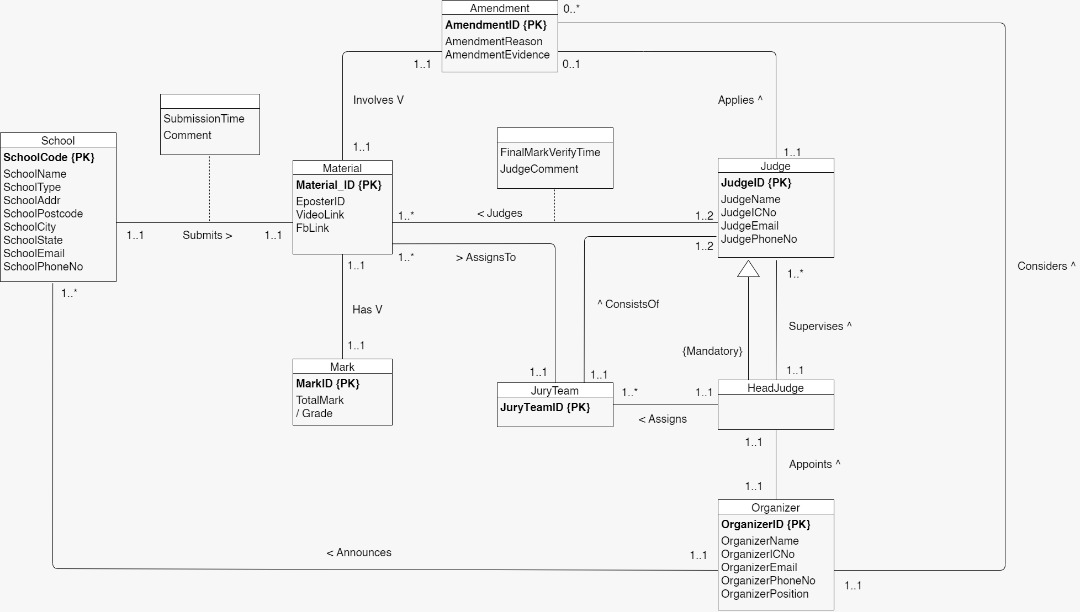 Amendment
0..*
AmendmentID {PK}
AmendmentReason
AmendmentEvidence
1..1
0..1
Involves V
Applies ^
SubmissionTime
Comment
School
SchoolCode {PK}
SchoolName
SchoolType
SchoolAddr
SchoolPostcode
SchoolCity
SchoolState
SchoolEmail
SchoolPhoneNo
1..1
Submits >
1..1
1..1
Material
Material_ID {PK}
EposterID
VideoLink
FbLink
FinalMarkVerifyTime
JudgeComment
1..*
< Judges
1..2
1..1
Judge
JudgeID {PK}
JudgeName
JudgeICNo
JudgeEmail
JudgePhoneNo
1..*
> AssignsTo
1..2
Considers ^
1..1
1..*
1..*
Has V
^ ConsistsOf
Supervises ^
1..1
{Mandatory}
Mark
MarkID {PK}
TotalMark
/ Grade
1..1
1..1
1..1
JuryTeam
JuryTeamID {PK}
1..*
1..1
< Assigns
HeadJudge
1..1
Appoints ^
1..1
Organizer
OrganizerID {PK}
OrganizerName
OrganizerICNo
OrganizerEmail
OrganizerPhoneNo
OrganizerPosition
< Announces
1..1
1..1